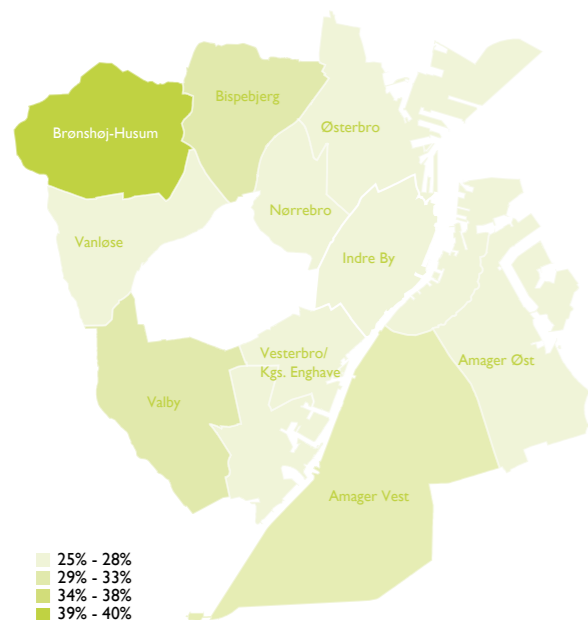 Bispebjerg
Østerbro
Brønshøj-Husum
Nørrebro
Vanløse
Indre By
Vesterbro/
Kgs. Enghave
Amager Øst
Valby
Amager Vest
25% - 28%
29% - 33%
34% - 38%
39% - 40%